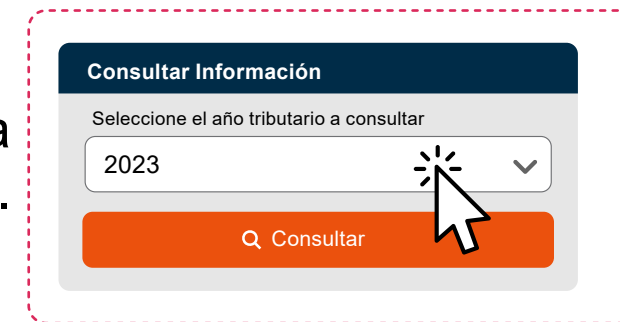 Consultar Información
Seleccione el año tributario a consultar
a
2023
.
Consultar